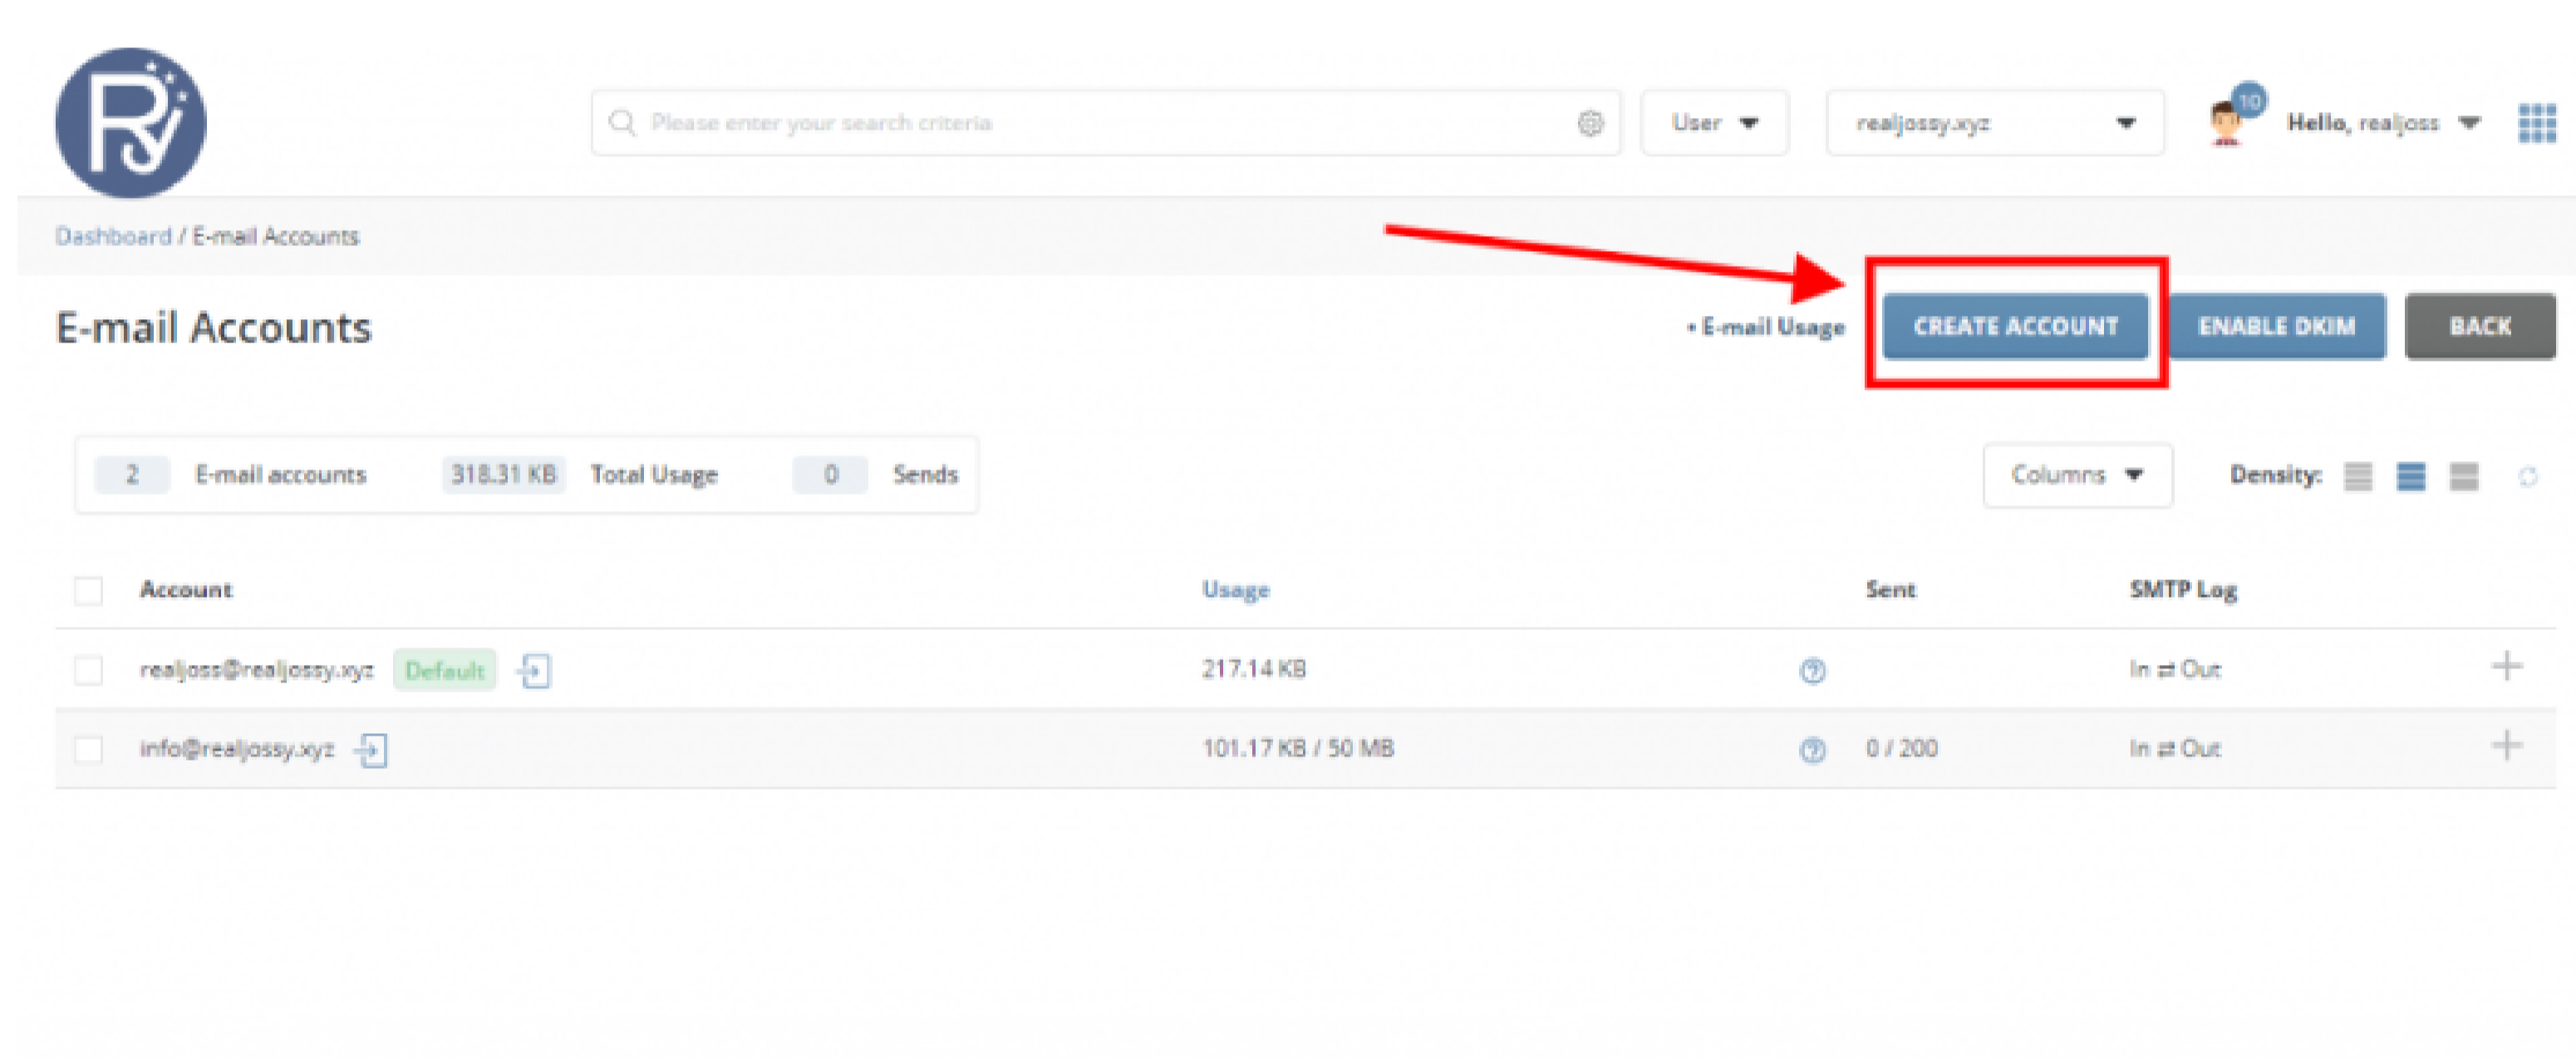 RJ
Please enter your search criteria
User
realjossy.xyz
10
Hello, realjoss
Dashboard / E-mail Accounts
E-mail Accounts
• E-mail Usage
CREATE ACCOUNT
ENABLE DKIM
BACK
2 E-mail accounts 318.31 KB Total Usage 0 Sends
Columns
Density:
Account Usage Sent SMTP Log
realjoss@realjossy.xyz Default 217.14 KB In ⇄ Out
info@realjossy.xyz 101.17 KB / 50 MB 0 / 200 In ⇄ Out